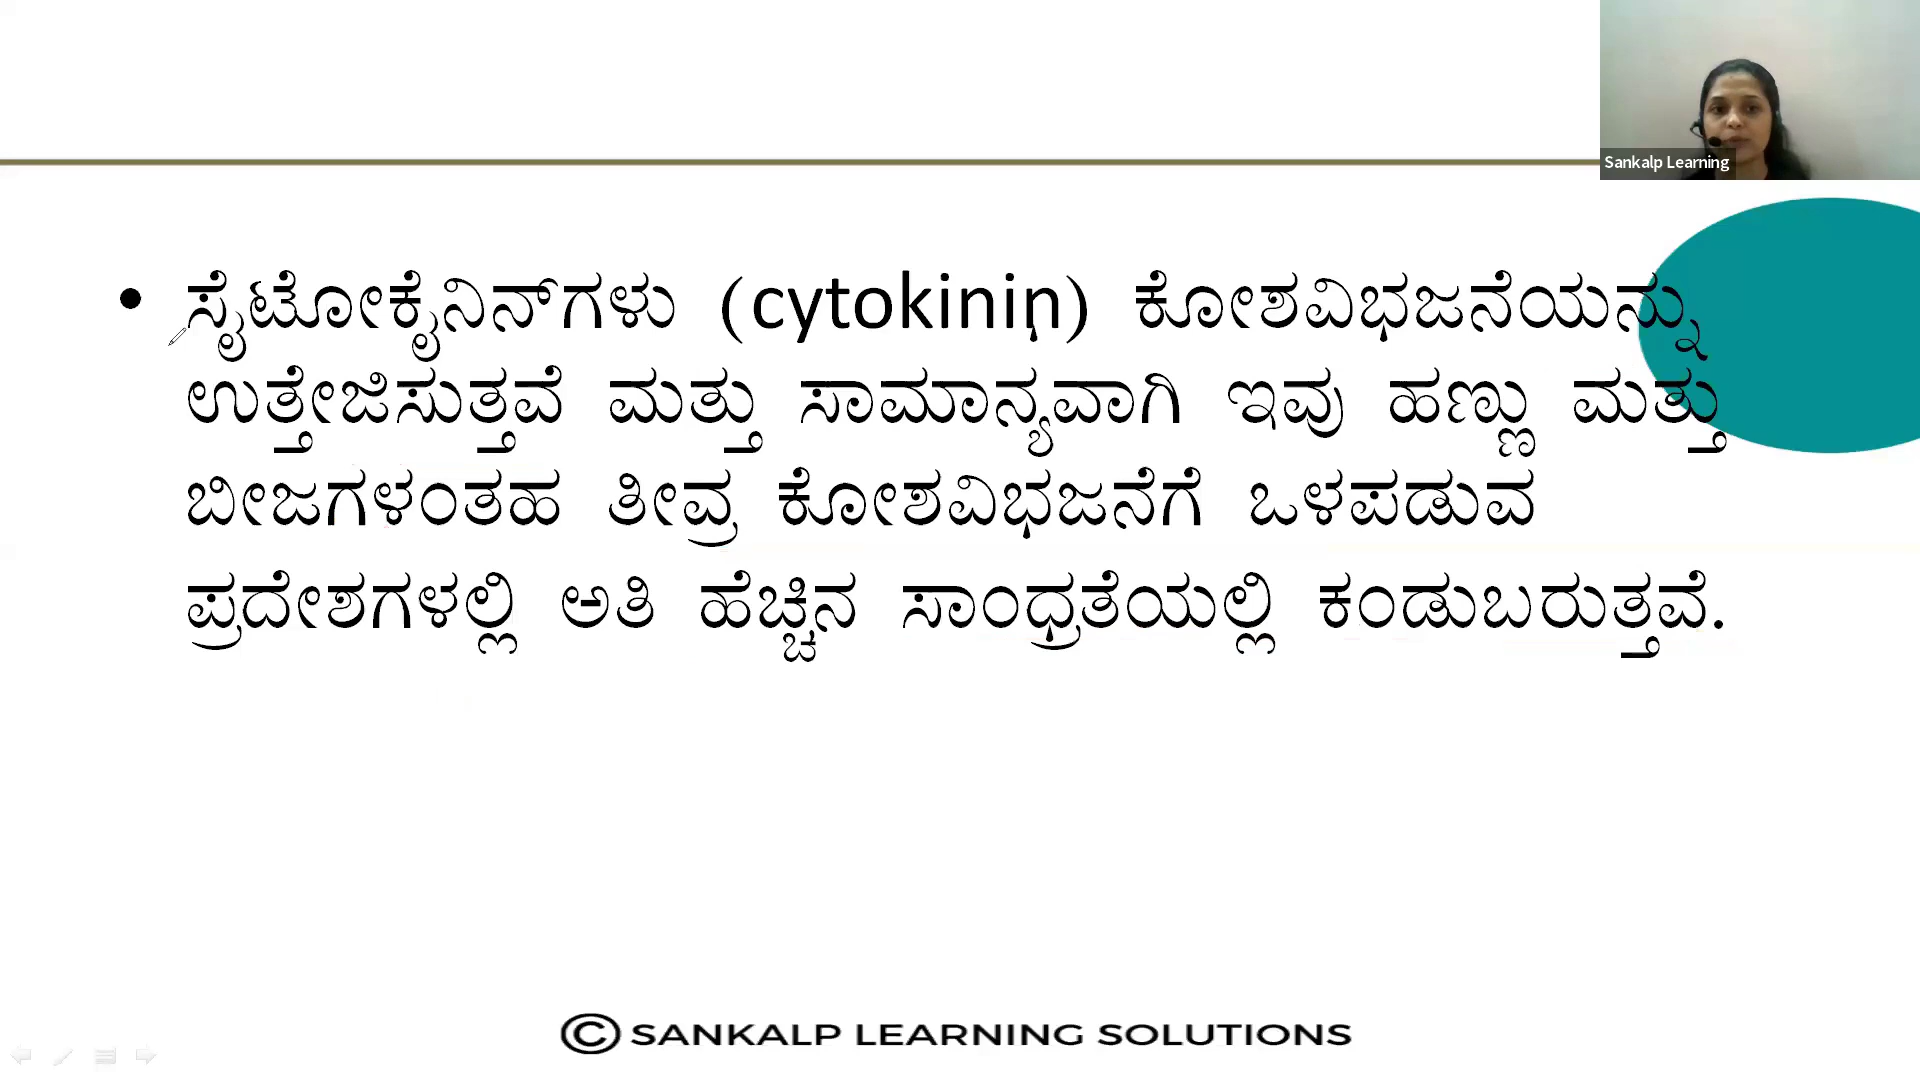 Sankalp Learning
• ಸೈಟೋಕೈನಿನ್‌ಗಳು (cytokinin) ಕೋಶವಿಭಜನೆಯನ್ನು
ಉತ್ತೇಜಿಸುತ್ತವೆ ಮತ್ತು ಸಾಮಾನ್ಯವಾಗಿ ಇವು ಹಣ್ಣು ಮತ್ತು
ಬೀಜಗಳಂತಹ ತೀವ್ರ ಕೋಶವಿಭಜನೆಗೆ ಒಳಪಡುವ
ಪ್ರದೇಶಗಳಲ್ಲಿ ಅತಿ ಹೆಚ್ಚಿನ ಸಾಂಧ್ರತೆಯಲ್ಲಿ ಕಂಡುಬರುತ್ತವೆ.
© SANKALP LEARNING SOLUTIONS